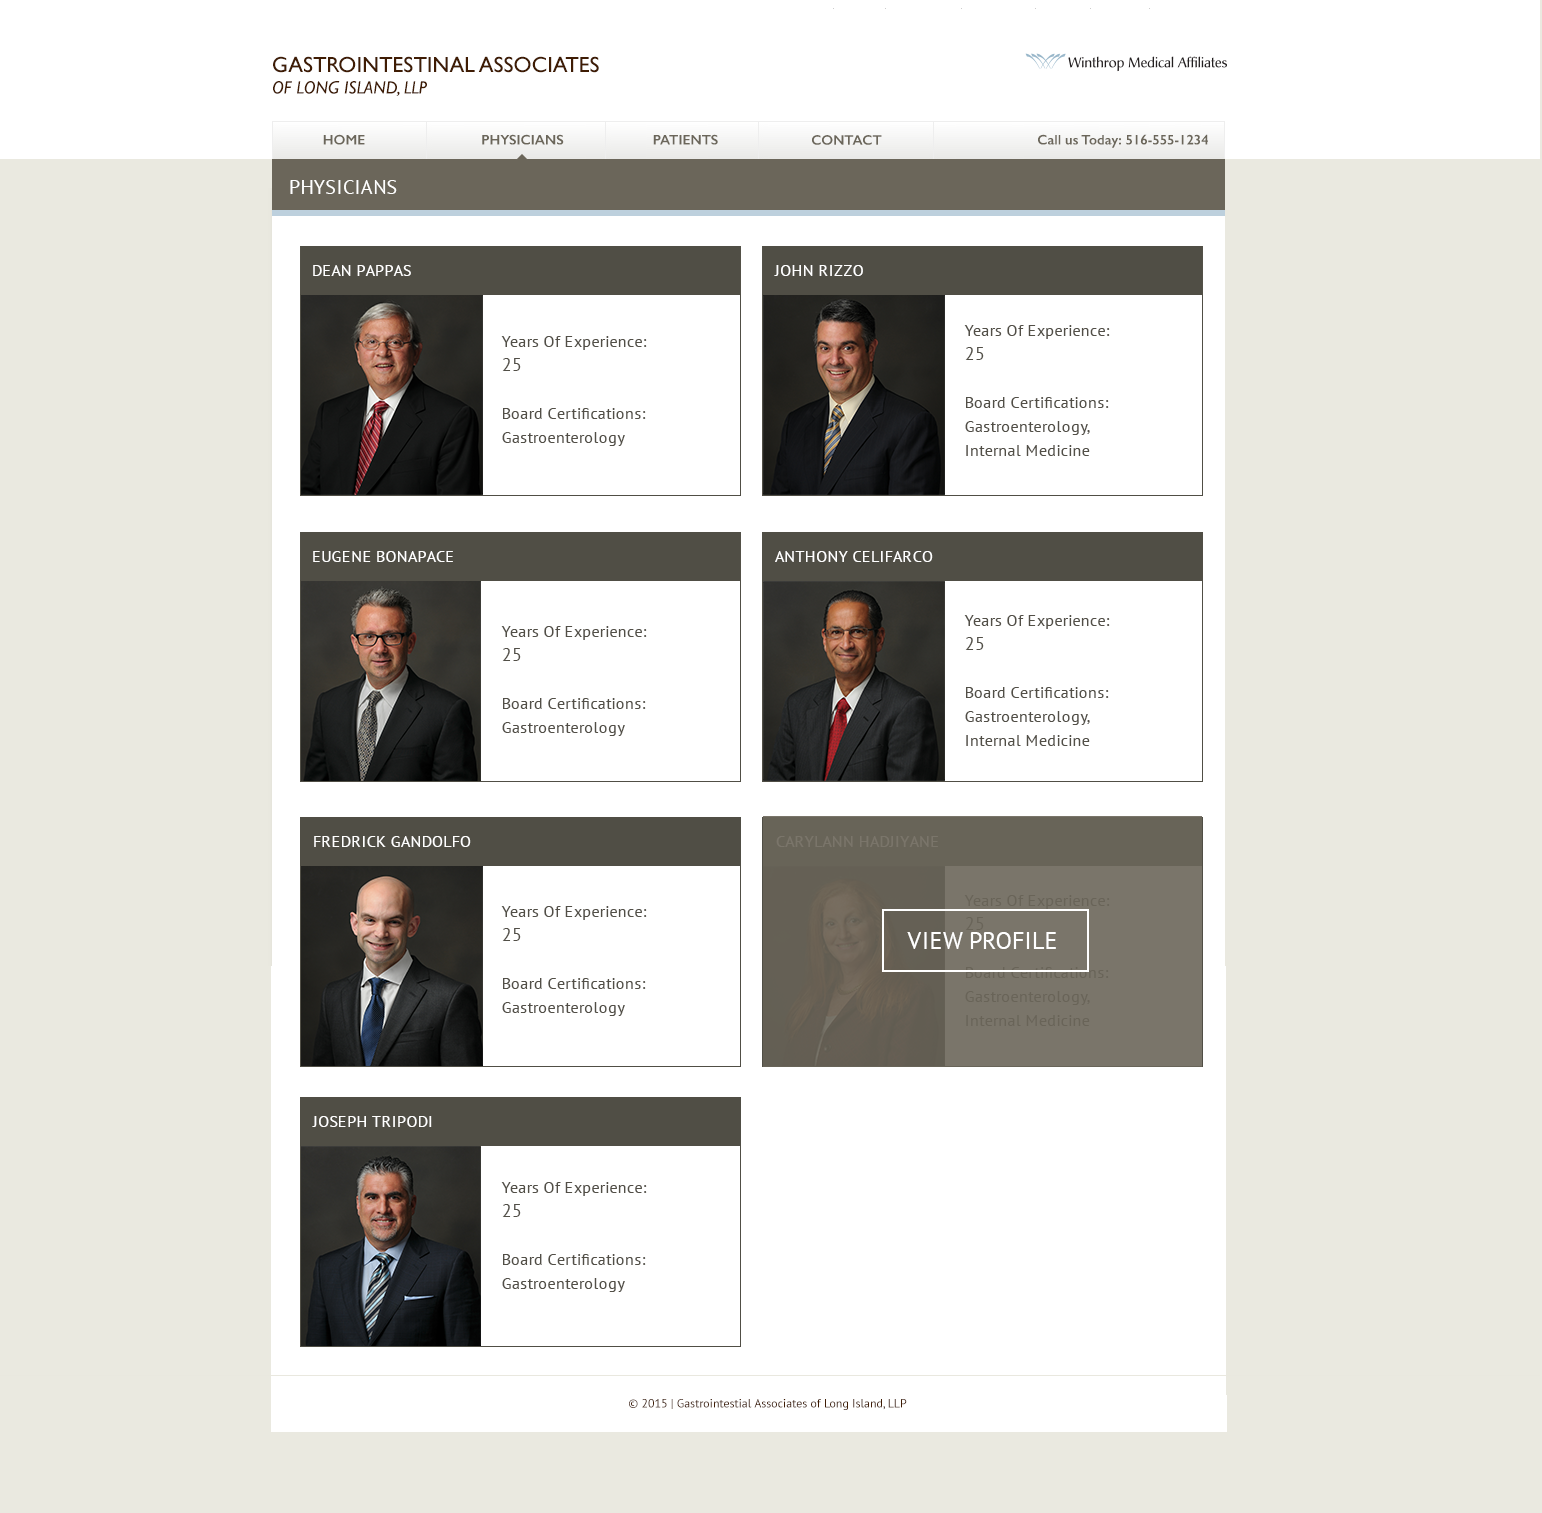 GASTROINTESTINAL ASSOCIATES
OF LONG ISLAND, LLP
Winthrop Medical Affiliates
HOME
PHYSICIANS
PATIENTS
CONTACT
Call us Today: 516-555-1234
PHYSICIANS
DEAN PAPPAS
Years Of Experience:
25
Board Certifications:
Gastroenterology
JOHN RIZZO
Years Of Experience:
25
Board Certifications:
Gastroenterology,
Internal Medicine
EUGENE BONAPACE
Years Of Experience:
25
Board Certifications:
Gastroenterology
ANTHONY CELIFARCO
Years Of Experience:
25
Board Certifications:
Gastroenterology,
Internal Medicine
FREDRICK GANDOLFO
Years Of Experience:
25
Board Certifications:
Gastroenterology
CARYLANN HADJIYANE
Years Of Experience:
25
VIEW PROFILE
Board Certifications:
Gastroenterology,
Internal Medicine
JOSEPH TRIPODI
Years Of Experience:
25
Board Certifications:
Gastroenterology
© 2015 | Gastrointestial Associates of Long Island, LLP